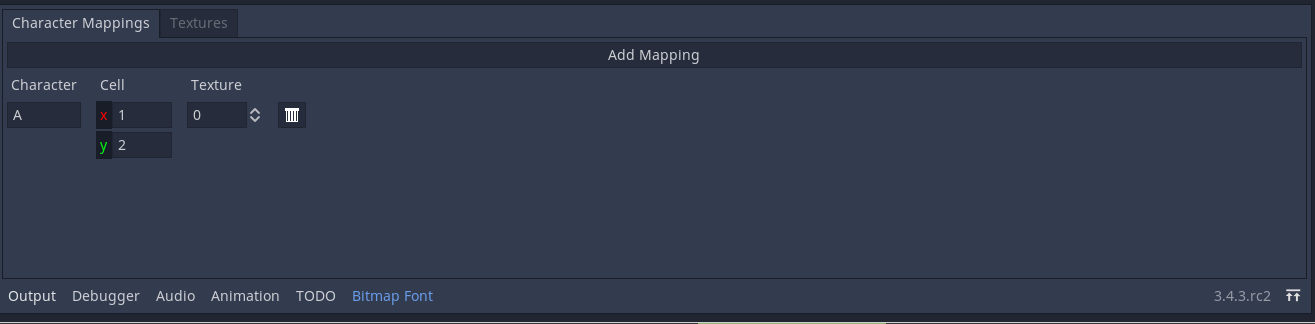 Character Mappings Textures
Add Mapping
Character Cell Texture
A x 1 0
y 2
Output Debugger Audio Animation TODO Bitmap Font 3.4.3.rc2